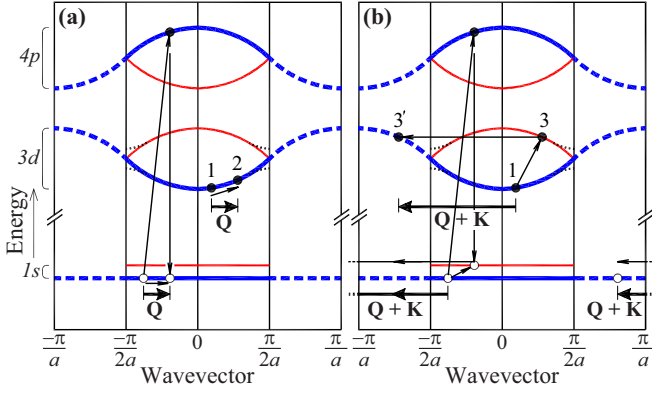 (a)
(b)
4p
3d
1s
Energy
1
2
Q
Q
3′
3
1
Q + K
Q + K
Q + K
−π/a
−π/2a
0
π/2a
π/a
−π/a
−π/2a
0
π/2a
π/a
Wavevector
Wavevector